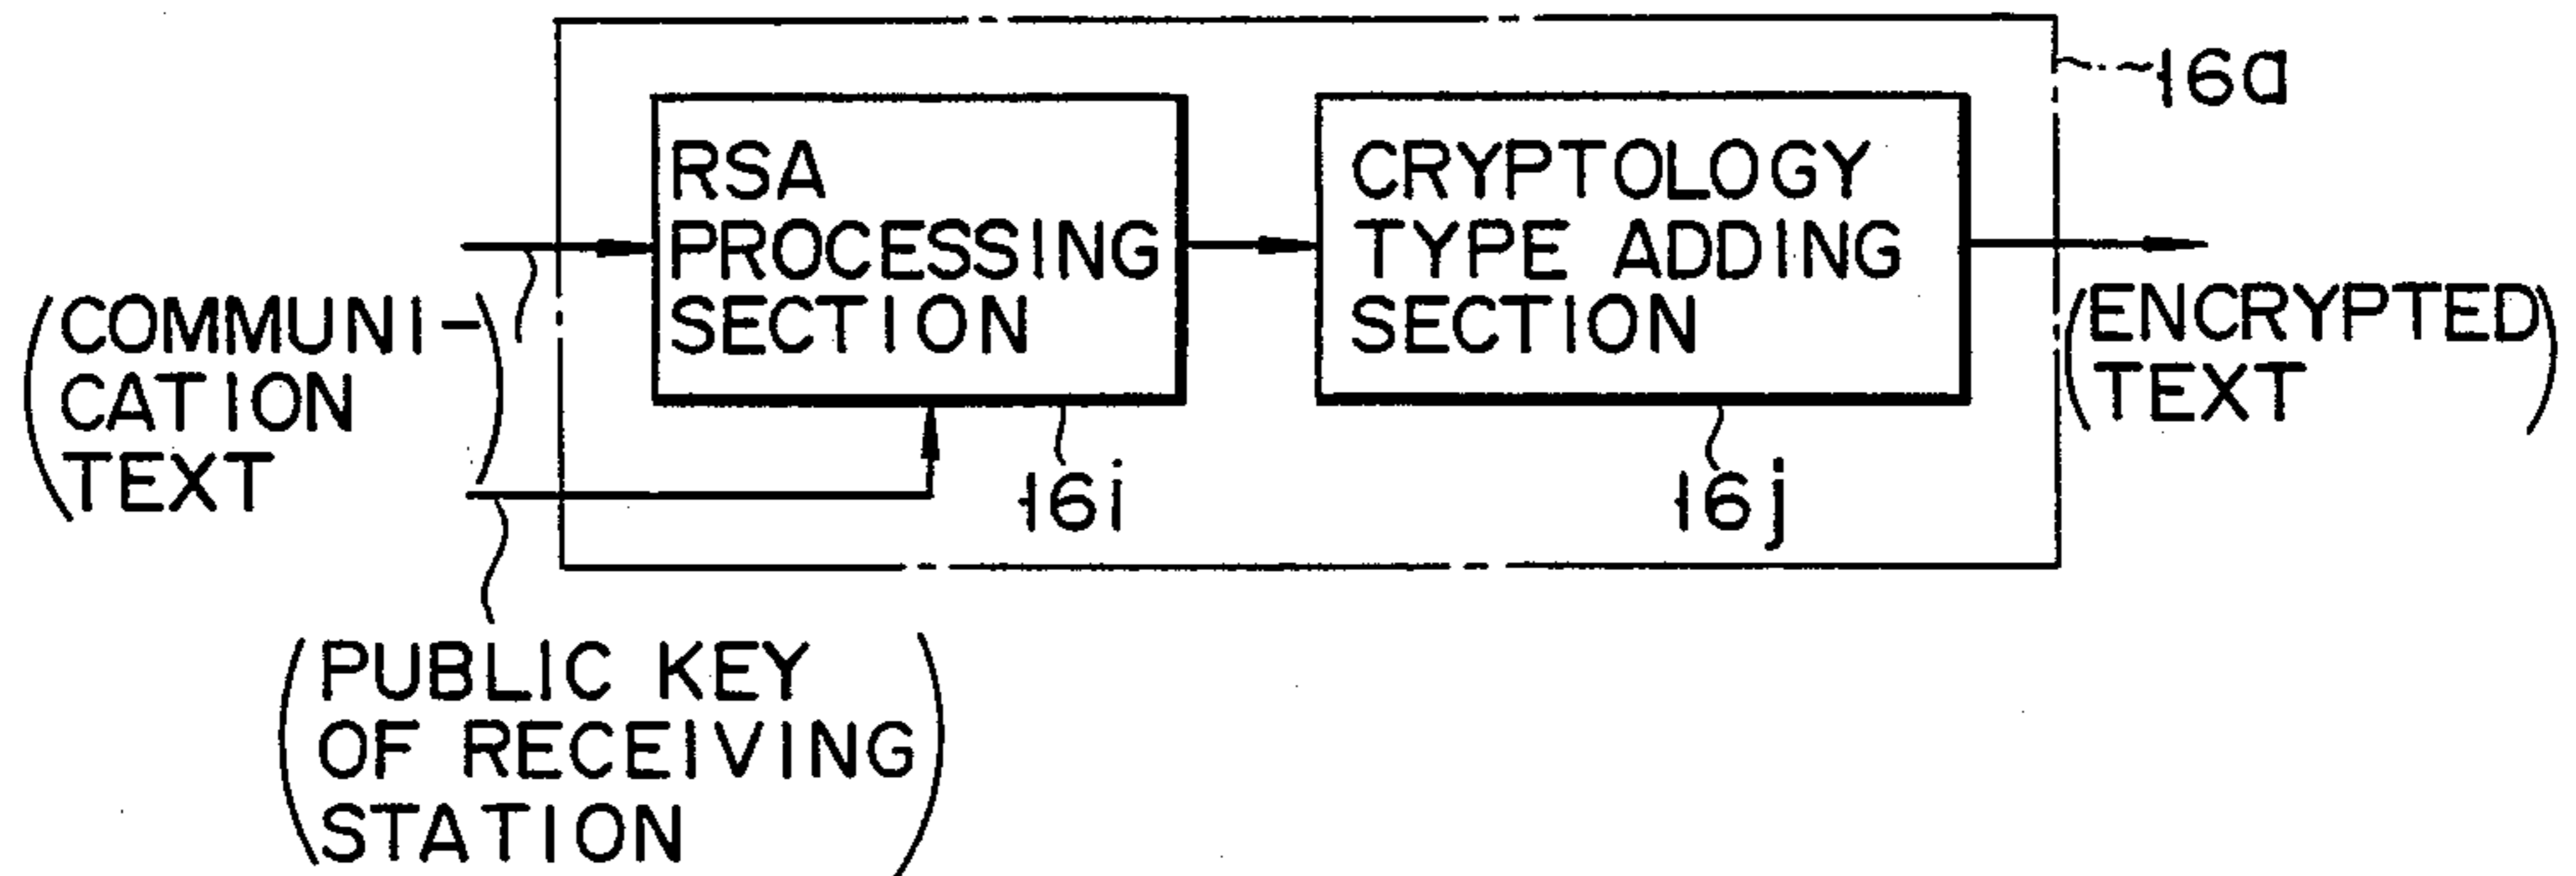 16a
RSA
PROCESSING
SECTION
CRYPTOLOGY
TYPE ADDING
SECTION
(COMMUNI-
CATION
TEXT)
(ENCRYPTED
TEXT)
16i
16j
(PUBLIC KEY
OF RECEIVING
STATION)